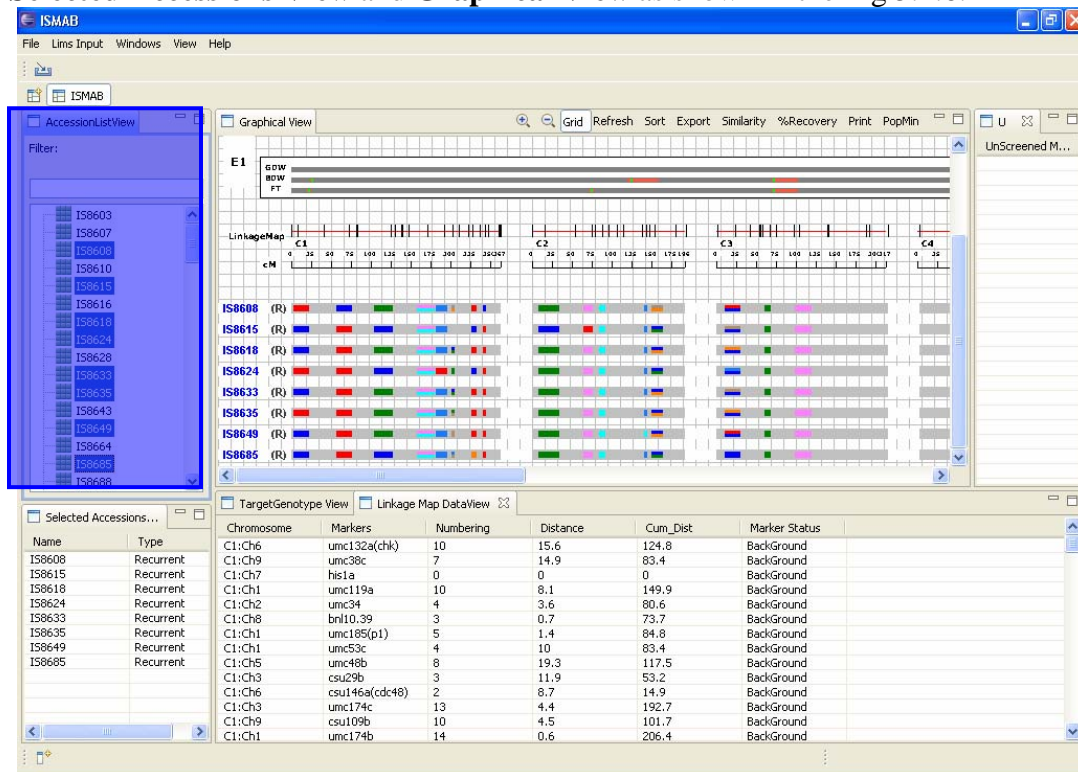 ISMAB
File Lims Input Windows View Help
ISMAB
AccessionListView
Filter:
IS8603
IS8607
IS8608
IS8610
IS8615
IS8616
IS8618
IS8624
IS8628
IS8633
IS8635
IS8643
IS8649
IS8664
IS8685
IS8688
Graphical View Grid Refresh Sort Export Similarity %Recovery Print PopMin
E1
GDW
BDW
FT
LinkageMap
C1 C2 C3 C4
cM
IS8608 (R)
IS8615 (R)
IS8618 (R)
IS8624 (R)
IS8633 (R)
IS8635 (R)
IS8649 (R)
IS8685 (R)
U
UnScreened M...
Selected Accessions...
Name Type
IS8608 Recurrent
IS8615 Recurrent
IS8618 Recurrent
IS8624 Recurrent
IS8633 Recurrent
IS8635 Recurrent
IS8649 Recurrent
IS8685 Recurrent
TargetGenotype View Linkage Map DataView
Chromosome Markers Numbering Distance Cum_Dist Marker Status
C1:Ch6 umc132a(chk) 10 15.6 124.8 BackGround
C1:Ch9 umc38c 7 14.9 83.4 BackGround
C1:Ch7 his1a 0 0 0 BackGround
C1:Ch1 umc119a 10 8.1 149.9 BackGround
C1:Ch2 umc34 4 3.6 80.6 BackGround
C1:Ch8 bnl10.39 3 0.7 73.7 BackGround
C1:Ch1 umc185(p1) 5 1.4 84.8 BackGround
C1:Ch1 umc53c 4 10 83.4 BackGround
C1:Ch5 umc48b 8 19.3 117.5 BackGround
C1:Ch3 csu29b 3 11.9 53.2 BackGround
C1:Ch6 csu146a(cdc48) 2 8.7 14.9 BackGround
C1:Ch3 umc174c 13 4.4 192.7 BackGround
C1:Ch9 csu109b 10 4.5 101.7 BackGround
C1:Ch1 umc174b 14 0.6 206.4 BackGround